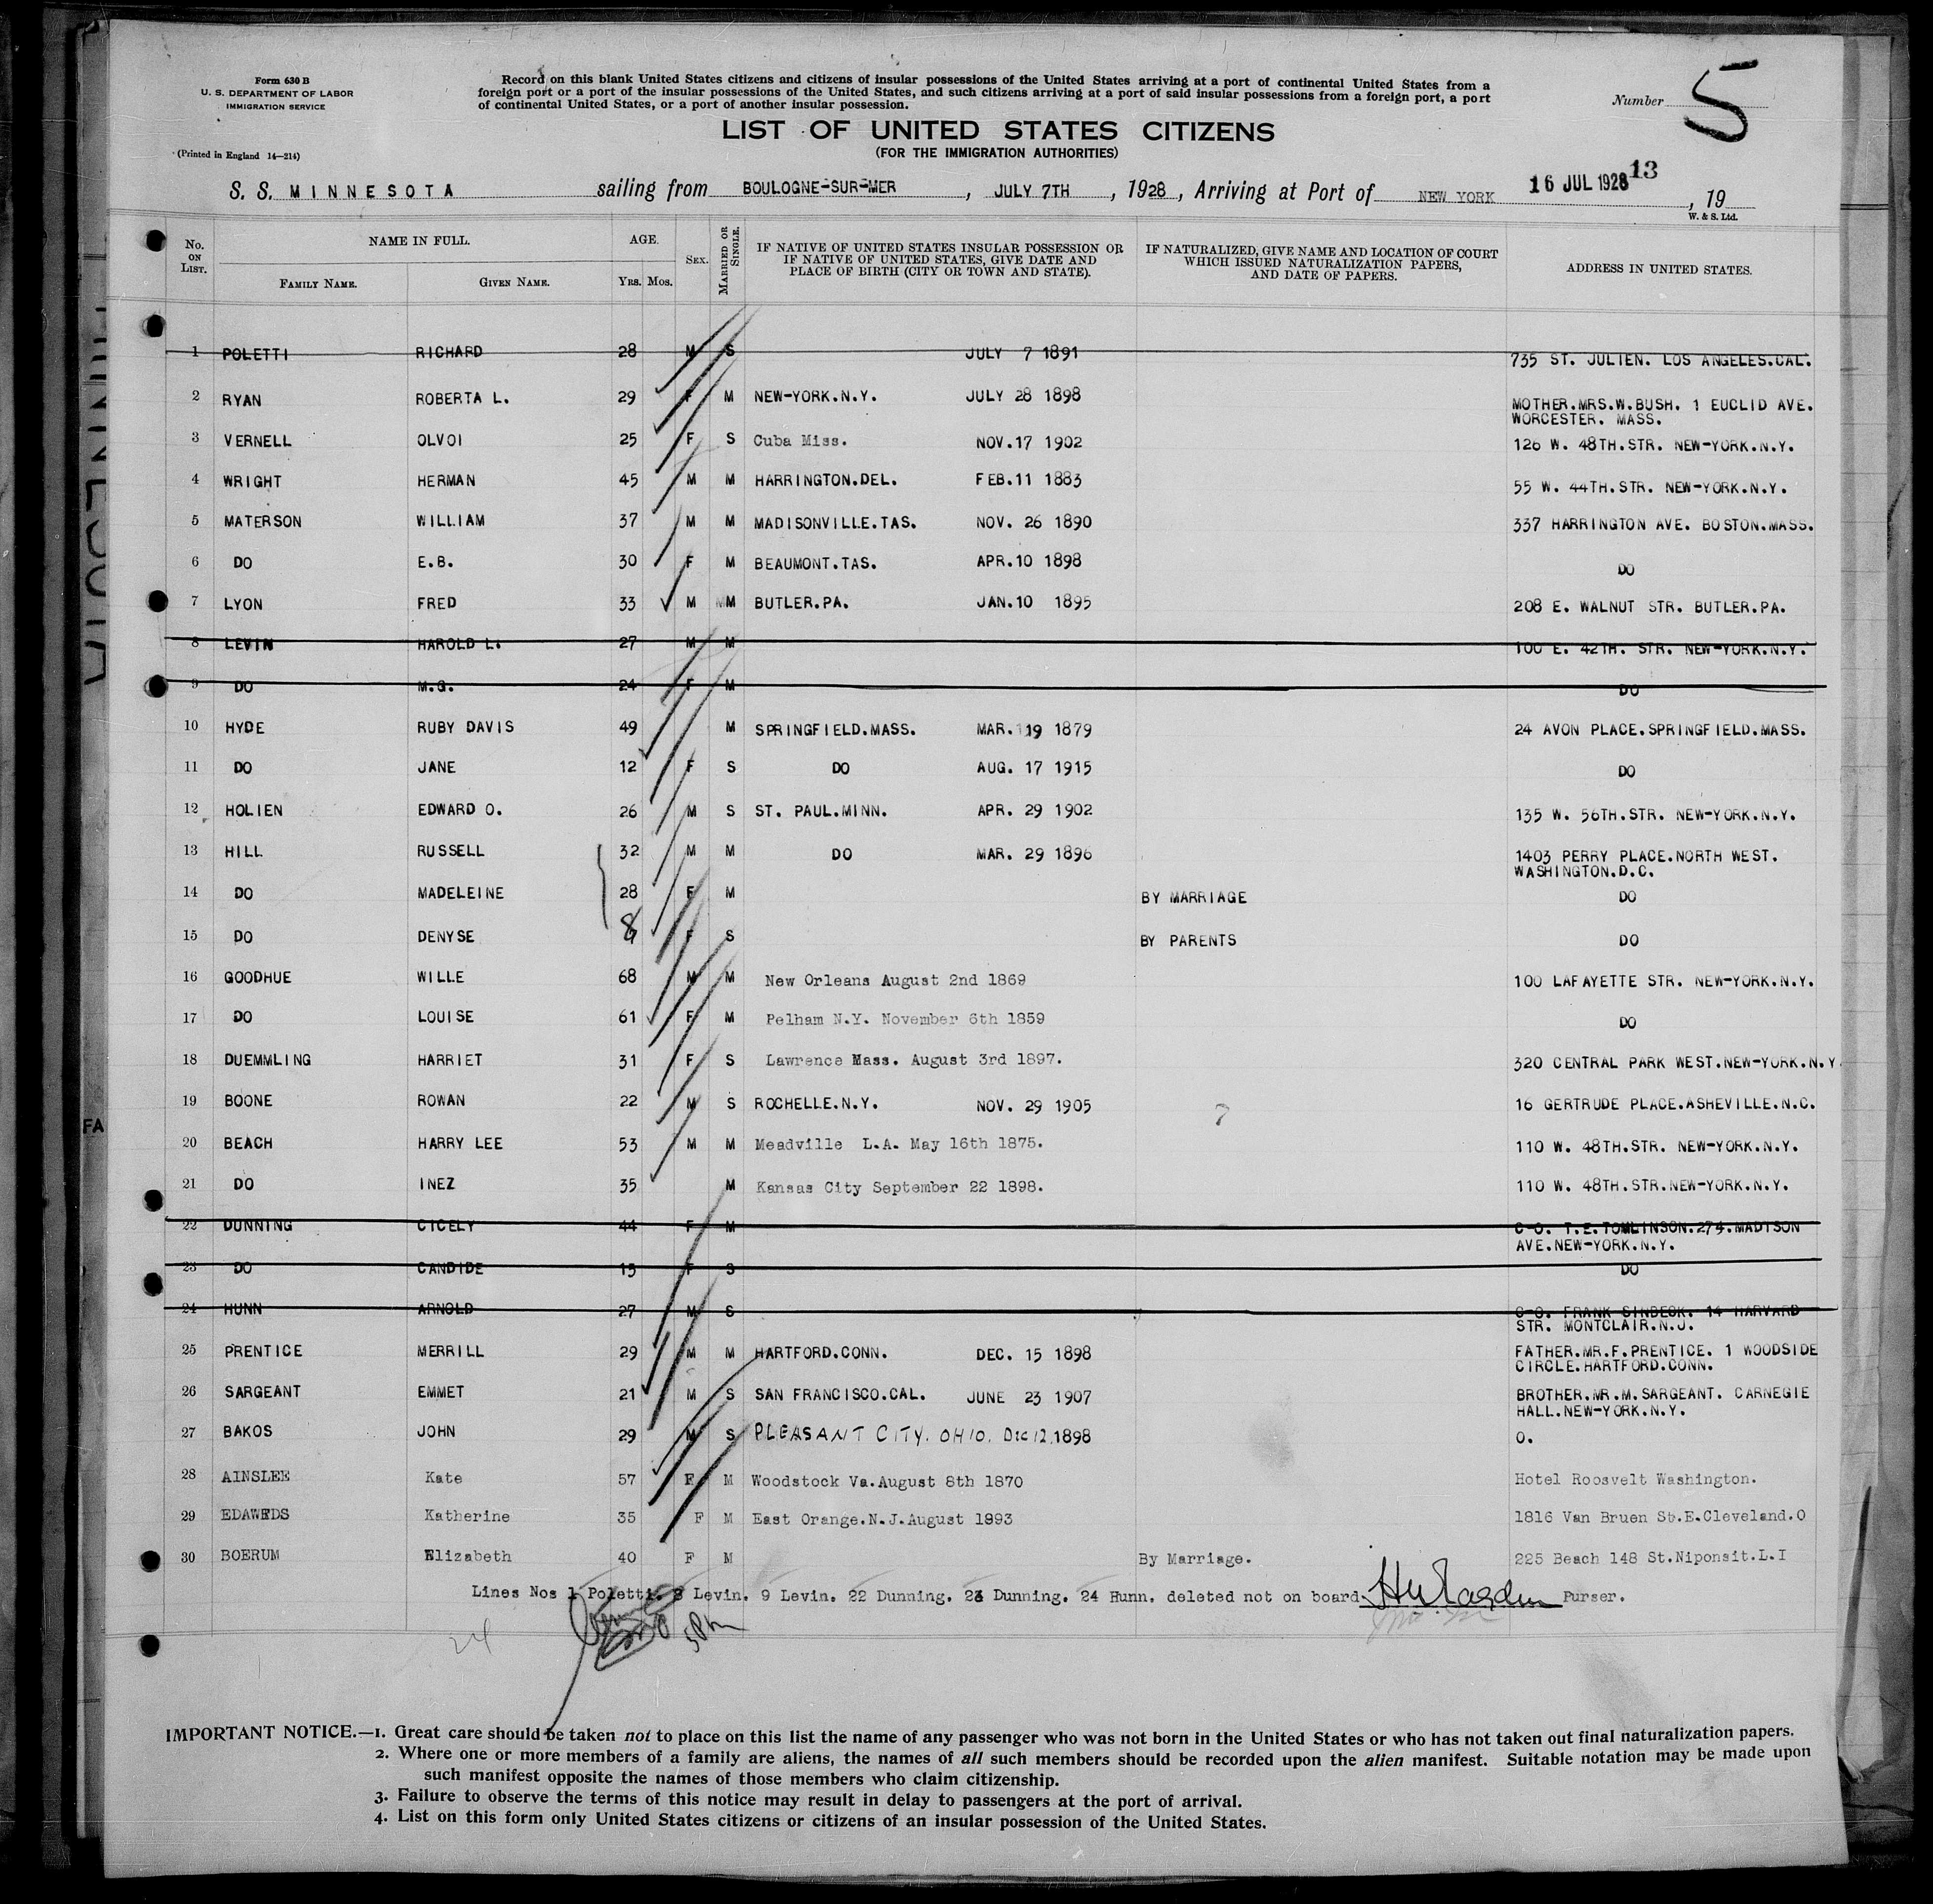 Form 630 B
U. S. DEPARTMENT OF LABOR
IMMIGRATION SERVICE
(Printed in England 14—214)
Record on this blank United States citizens and citizens of insular possessions of the United States arriving at a port of continental United States from a
foreign port or a port of the insular possessions of the United States, and such citizens arriving at a port of said insular possessions from a foreign port, a port
of continental United States, or a port of another insular possession.
Number 5
LIST OF UNITED STATES CITIZENS
(FOR THE IMMIGRATION AUTHORITIES)
S. S. MINNESOTA sailing from BOULOGNE-SUR-MER, JULY 7TH, 1928, Arriving at Port of NEW YORK 16 JUL 1928 13, 19
W. & S. Ltd.
No. ON LIST. NAME IN FULL. FAMILY NAME. GIVEN NAME. AGE. YRS. MOS. SEX. MARRIED OR SINGLE. IF NATIVE OF UNITED STATES INSULAR POSSESSION OR IF NATIVE OF UNITED STATES, GIVE DATE AND PLACE OF BIRTH (CITY OR TOWN AND STATE). IF NATURALIZED, GIVE NAME AND LOCATION OF COURT WHICH ISSUED NATURALIZATION PAPERS, AND DATE OF PAPERS. ADDRESS IN UNITED STATES.
1 POLETTI RICHARD 28 M S JULY 7 1891 735 ST. JULIEN. LOS ANGELES.CAL.
2 RYAN ROBERTA L. 29 F M NEW-YORK.N.Y. JULY 28 1898 MOTHER.MRS.W.BUSH. 1 EUCLID AVE.
WORCESTER. MASS.
3 VERNELL OLVOI 25 F S Cuba Miss. NOV.17 1902 126 W. 48TH.STR. NEW-YORK.N.Y.
4 WRIGHT HERMAN 45 M M HARRINGTON.DEL. FEB.11 1883 55 W. 44TH.STR. NEW-YORK.N.Y.
5 MATERSON WILLIAM 37 M M MADISONVILLE.TAS. NOV. 26 1890 337 HARRINGTON AVE. BOSTON.MASS.
6 DO E.B. 30 F M BEAUMONT.TAS. APR.10 1898 DO
7 LYON FRED 33 M M BUTLER.PA. JAN.10 1895 208 E. WALNUT STR. BUTLER.PA.
8 LEVIN HAROLD L. 27 M M 100 E. 42TH. STR. NEW-YORK.N.Y.
9 DO M.G. 24 F M DO
10 HYDE RUBY DAVIS 49 M SPRINGFIELD.MASS. MAR. 19 1879 24 AVON PLACE.SPRINGFIELD.MASS.
11 DO JANE 12 F S DO AUG. 17 1915 DO
12 HOLIEN EDWARD O. 26 M S ST. PAUL.MINN. APR. 29 1902 135 W. 56TH.STR. NEW-YORK.N.Y.
13 HILL RUSSELL 32 M M DO MAR. 29 1896 1403 PERRY PLACE.NORTH WEST.
WASHINGTON.D.C.
14 DO MADELEINE 28 F M BY MARRIAGE DO
15 DO DENYSE 8 F S BY PARENTS DO
16 GOODHUE WILLE 68 M M New Orleans August 2nd 1869 100 LAFAYETTE STR. NEW-YORK.N.Y.
17 DO LOUISE 61 F M Pelham N.Y. November 6th 1859 DO
18 DUEMMLING HARRIET 31 F S Lawrence Mass. August 3rd 1897. 320 CENTRAL PARK WEST.NEW-YORK.N.Y.
19 BOONE ROWAN 22 M S ROCHELLE.N.Y. NOV. 29 1905 7 16 GERTRUDE PLACE.ASHEVILLE.N.C.
20 BEACH HARRY LEE 53 M M Meadville L.A. May 16th 1875. 110 W. 48TH.STR. NEW-YORK.N.Y.
21 DO INEZ 35 M Kansas City September 22 1898. 110 W. 48TH.STR.NEW-YORK.N.Y.
22 DUNNING CICELY 44 F M C-O. T.E.TOMLINSON.274.MADISON
AVE.NEW-YORK.N.Y.
23 DO CANDIDE 15 F S DO
24 HUNN ARNOLD 27 M S C-O. FRANK SINDECK. 14 HARVARD
STR. MONTCLAIR.N.J.
25 PRENTICE MERRILL 29 M M HARTFORD.CONN. DEC. 15 1898 FATHER.MR.F.PRENTICE. 1 WOODSIDE
CIRCLE.HARTFORD.CONN.
26 SARGEANT EMMET 21 M S SAN FRANCISCO.CAL. JUNE 23 1907 BROTHER.MR.M.SARGEANT. CARNEGIE
HALL.NEW-YORK.N.Y.
27 BAKOS JOHN 29 M S PLEASANT CITY. OHIO. Dec 12.1898 O.
28 AINSLEE Kate 57 F M Woodstock Va.August 8th 1870 Hotel Roosvelt Washington.
29 EDAWEDS Katherine 35 F M East Orange.N.J.August 1893 1816 Van Bruen St.E.Cleveland.O
30 BOERUM Elizabeth 40 F M By Marriage. 225 Beach 148 St.Niponsit.L.I
Lines Nos 1 Poletti. 8 Levin. 9 Levin. 22 Dunning. 23 Dunning. 24 Hunn. deleted not on board Purser.
24
IMPORTANT NOTICE.—1. Great care should be taken not to place on this list the name of any passenger who was not born in the United States or who has not taken out final naturalization papers.
2. Where one or more members of a family are aliens, the names of all such members should be recorded upon the alien manifest. Suitable notation may be made upon
such manifest opposite the names of those members who claim citizenship.
3. Failure to observe the terms of this notice may result in delay to passengers at the port of arrival.
4. List on this form only United States citizens or citizens of an insular possession of the United States.